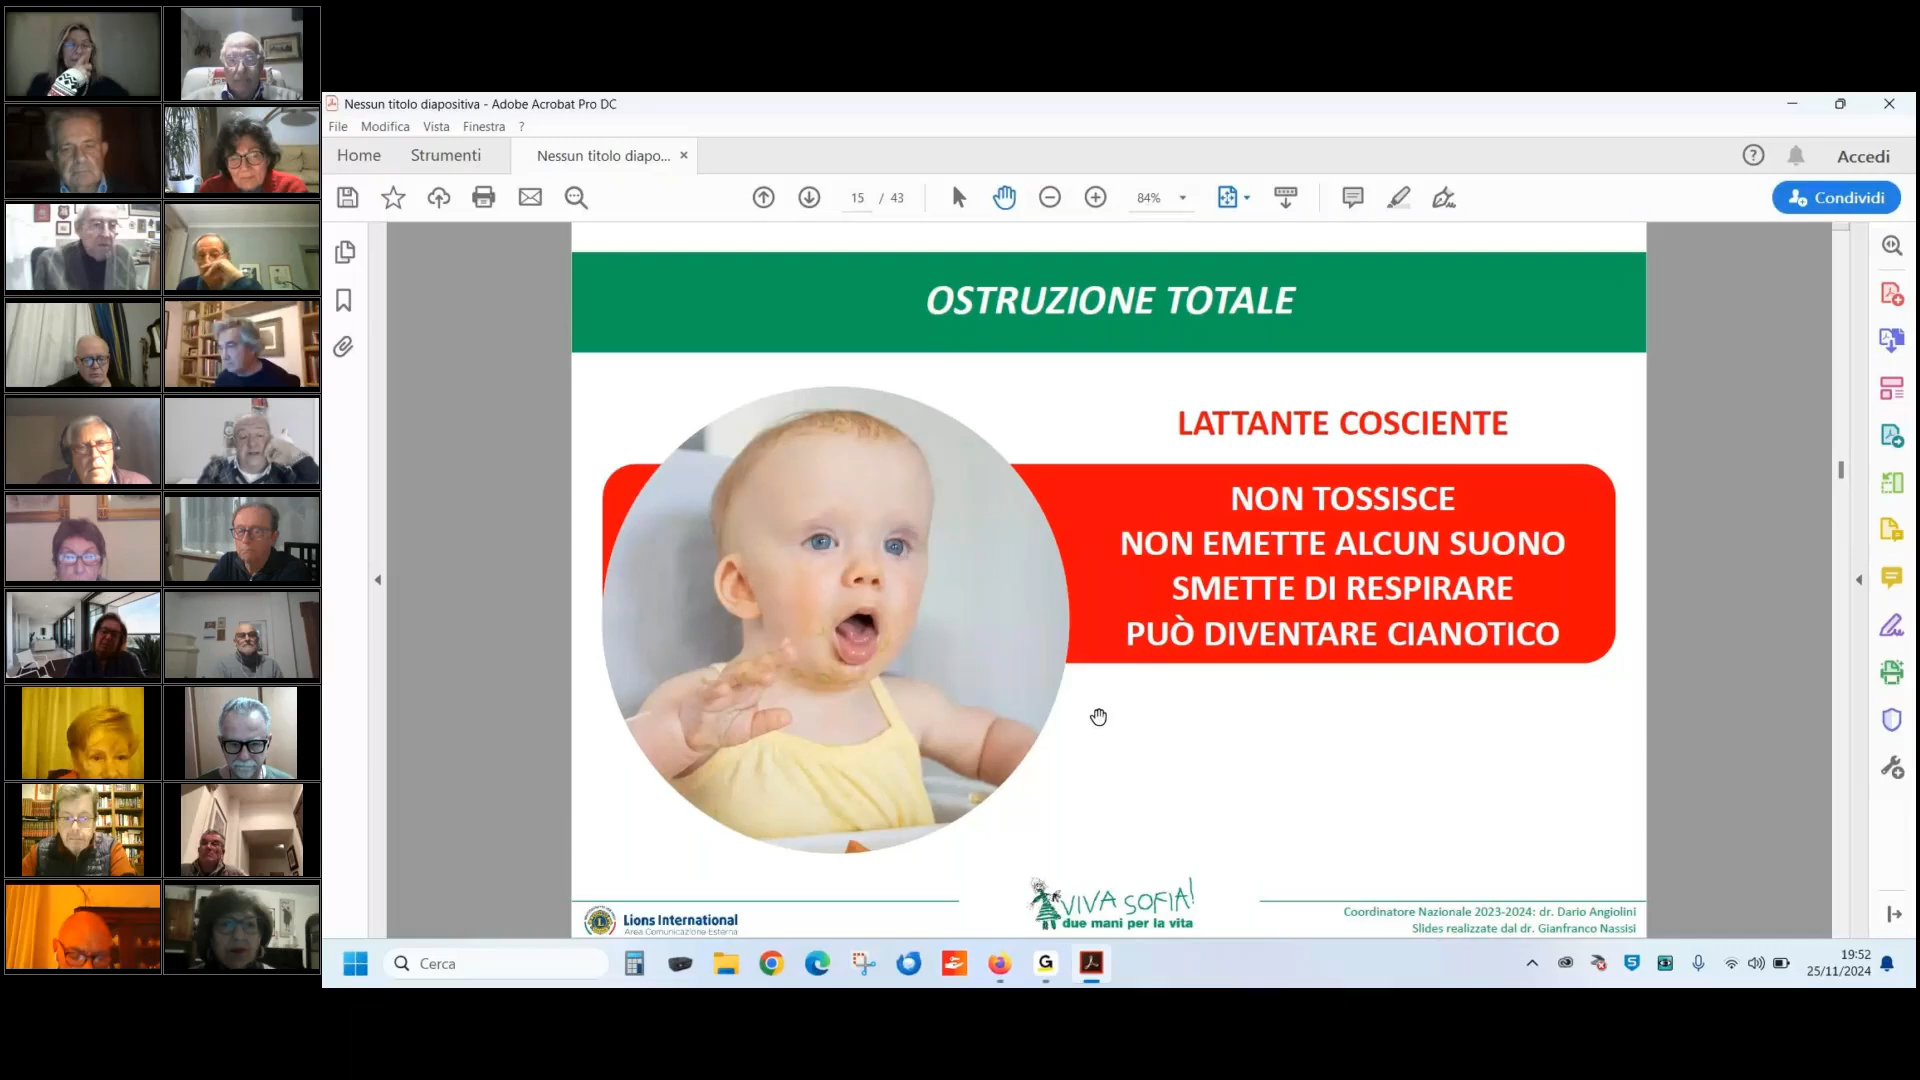 Nessun titolo diapositiva - Adobe Acrobat Pro DC
File Modifica Vista Finestra ?
Home Strumenti Nessun titolo diapo... × Accedi
15 / 43 84% Condividi
OSTRUZIONE TOTALE
LATTANTE COSCIENTE
NON TOSSISCE
NON EMETTE ALCUN SUONO
SMETTE DI RESPIRARE
PUÒ DIVENTARE CIANOTICO
Lions International
Area Comunicazione Esterna
VIVA SOFIA!
due mani per la vita
Coordinatore Nazionale 2023-2024: dr. Dario Angiolini
Slides realizzate dal dr. Gianfranco Nassisi
Cerca
19:52
25/11/2024